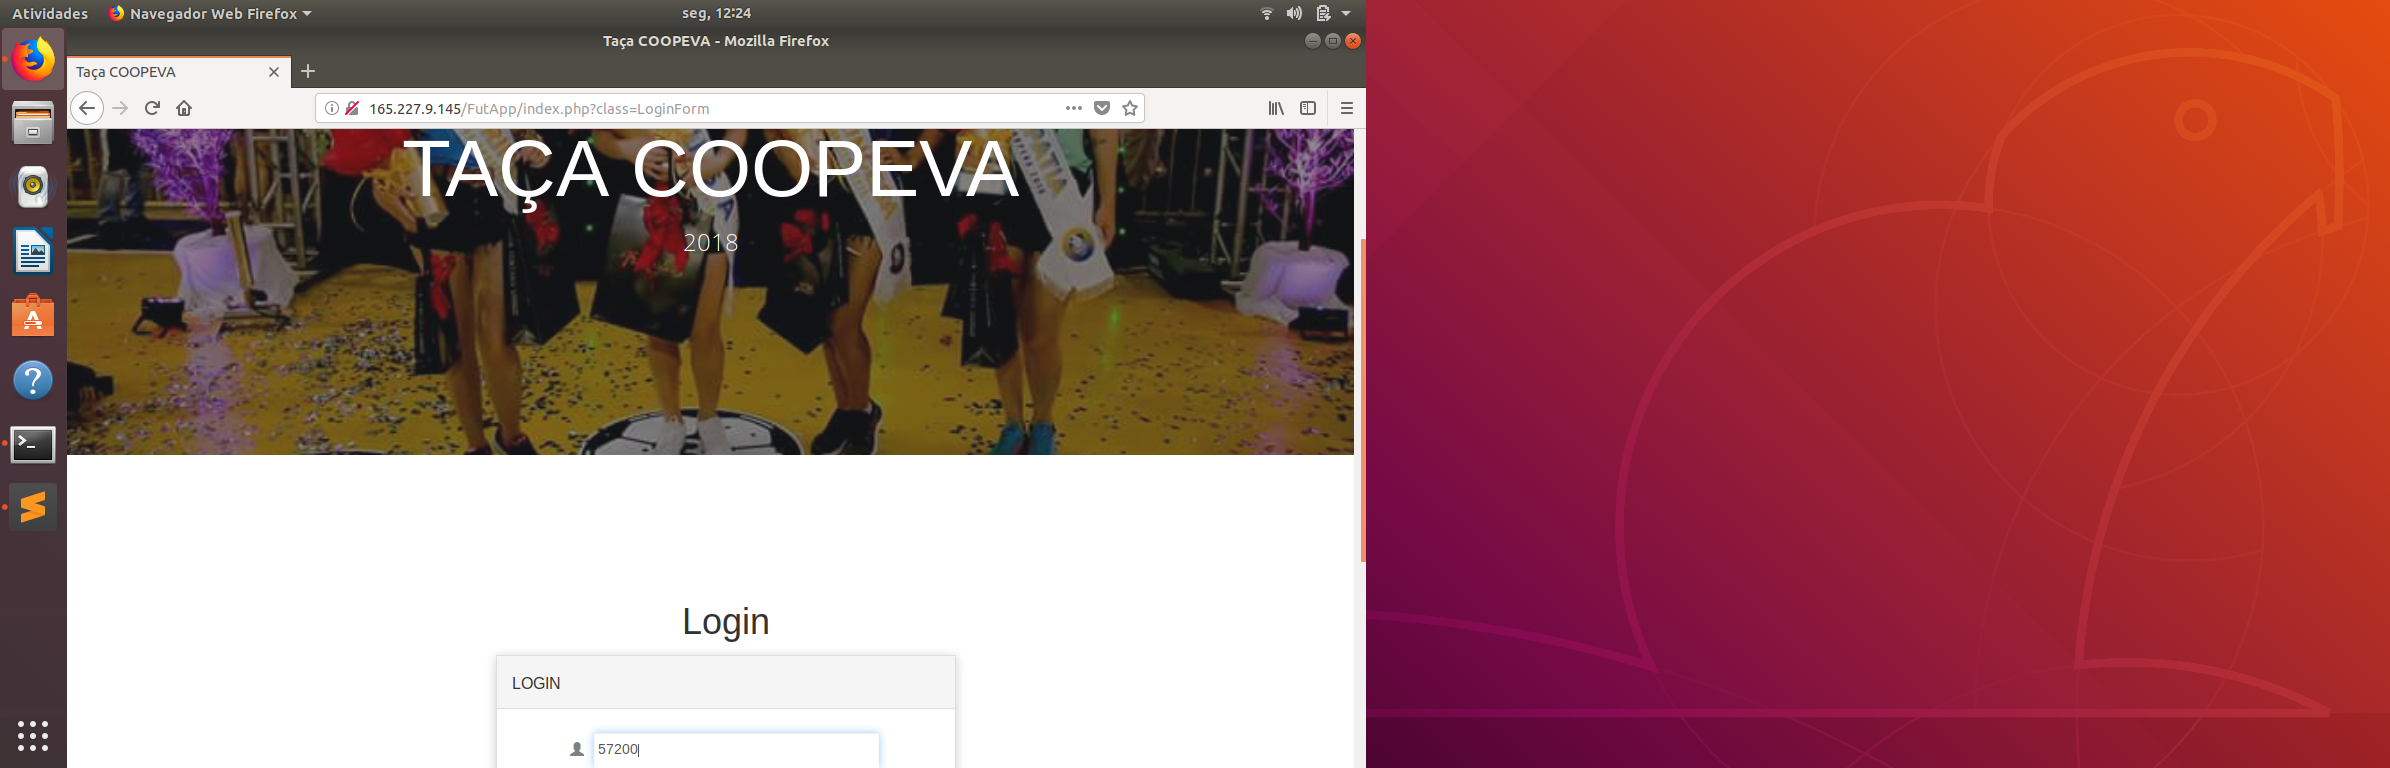 Atividades
Navegador Web Firefox
seg, 12:24
Taça COOPEVA - Mozilla Firefox
Taça COOPEVA
165.227.9.145/FutApp/index.php?class=LoginForm
TAÇA COOPEVA
2018
Login
LOGIN
57200